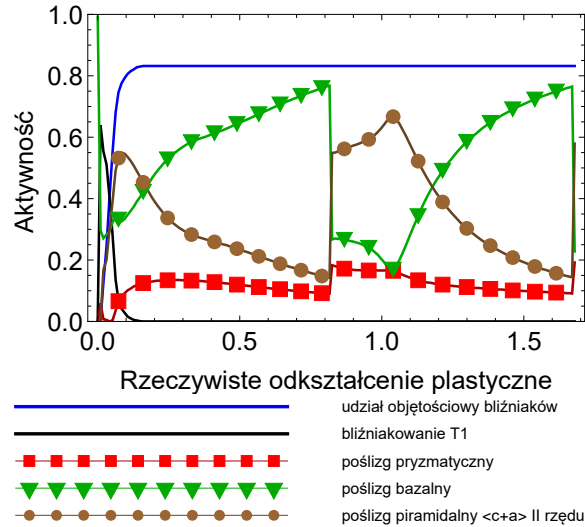 1.0
0.8
0.6
0.4
0.2
0.0
Aktywność
0.0 0.5 1.0 1.5
Rzeczywiste odkształcenie plastyczne
udział objętościowy bliźniaków
bliźniakowanie T1
poślizg pryzmatyczny
poślizg bazalny
poślizg piramidalny <c+a> II rzędu